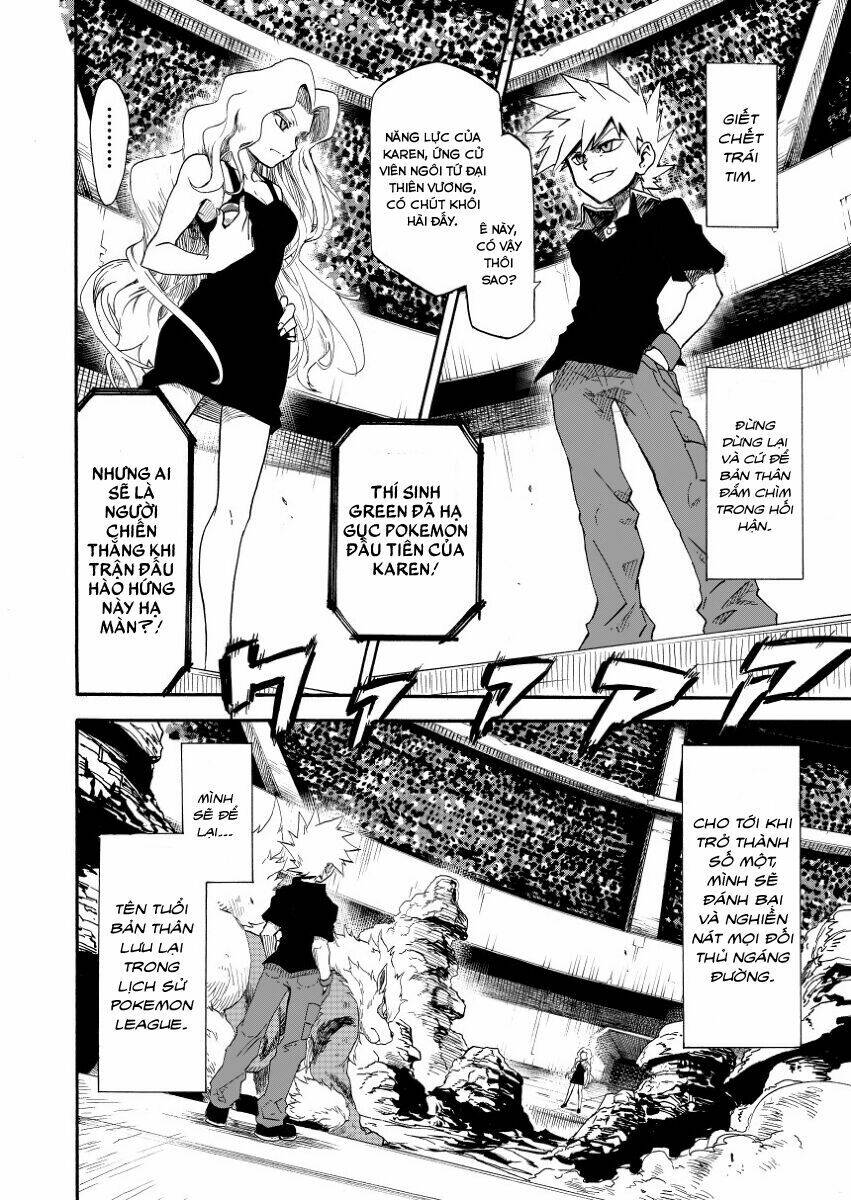 GIẾT
CHẾT
TRÁI
TIM.
Ê NÀY,
CÓ VẬY
THÔI
SAO?
NĂNG LỰC CỦA
KAREN, ỨNG CỬ
VIÊN NGÔI TỨ ĐẠI
THIÊN VƯƠNG,
CÓ CHÚT KHÔI
HÀI ĐẤY.
.........
ĐỪNG
DỪNG LẠI
VÀ CỨ ĐỂ
BẢN THÂN
ĐẮM CHÌM
TRONG HỐI
HẬN.
THÍ SINH
GREEN ĐÃ HẠ
GỤC POKEMON
ĐẦU TIÊN CỦA
KAREN!
NHƯNG AI
SẼ LÀ
NGƯỜI
CHIẾN
THẮNG KHI
TRẬN ĐẤU
HÀO HỨNG
NÀY HẠ
MÀN?!
ワァァァァ
CHO TỚI KHI
TRỞ THÀNH
SỐ MỘT,
MÌNH SẼ
ĐÁNH BẠI
VÀ NGHIỀN
NÁT MỌI ĐỐI
THỦ NGÁNG
ĐƯỜNG.
MÌNH
SẼ ĐỂ
LẠI...
TÊN TUỔI
BẢN THÂN
LƯU LẠI
TRONG
LỊCH SỬ
POKEMON
LEAGUE.